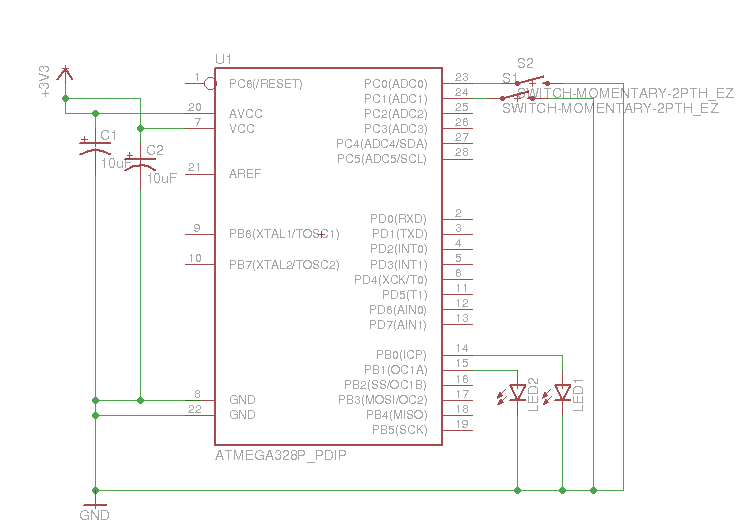 +3V3
U1
1 PC6(/RESET)
20 AVCC
7 VCC
21 AREF
9 PB6(XTAL1/TOSC1)
10 PB7(XTAL2/TOSC2)
8 GND
22 GND
PC0(ADC0) 23
PC1(ADC1) 24
PC2(ADC2) 25
PC3(ADC3) 26
PC4(ADC4/SDA) 27
PC5(ADC5/SCL) 28
PD0(RXD) 2
PD1(TXD) 3
PD2(INT0) 4
PD3(INT1) 5
PD4(XCK/T0) 6
PD5(T1) 11
PD6(AIN0) 12
PD7(AIN1) 13
PB0(ICP) 14
PB1(OC1A) 15
PB2(SS/OC1B) 16
PB3(MOSI/OC2) 17
PB4(MISO) 18
PB5(SCK) 19
ATMEGA328P_PDIP
C1
10uF
C2
10uF
S2
SWITCH-MOMENTARY-2PTH_EZ
S1
SWITCH-MOMENTARY-2PTH_EZ
LED2
LED1
GND